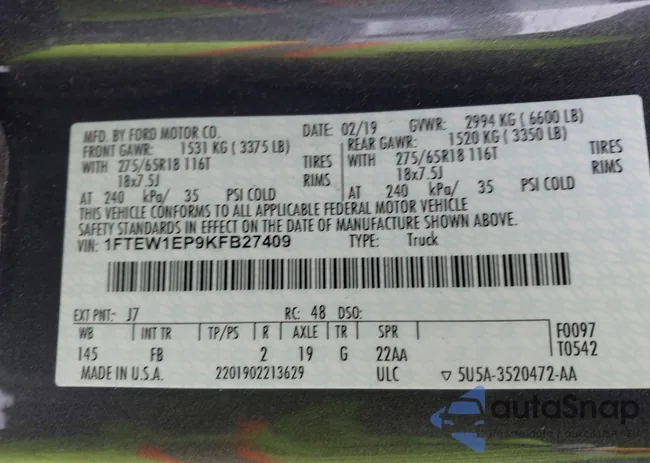 MFD. BY FORD MOTOR CO. DATE: 02/19 GVWR: 2994 KG ( 6600 LB)
FRONT GAWR: 1531 KG ( 3375 LB) REAR GAWR: 1520 KG ( 3350 LB)
WITH 275/65R18 116T TIRES WITH 275/65R18 116T TIRES
18x7.5J RIMS 18x7.5J RIMS
AT 240 kPa/ 35 PSI COLD AT 240 kPa/ 35 PSI COLD
THIS VEHICLE CONFORMS TO ALL APPLICABLE FEDERAL MOTOR VEHICLE
SAFETY STANDARDS IN EFFECT ON THE DATE OF MANUFACTURE SHOWN ABOVE.
VIN: 1FTEW1EP9KFB27409 TYPE: Truck
EXT PNT: J7 RC: 48 DSO:
WB INT TR TP/PS R AXLE TR SPR F0097
145 FB 2 19 G 22AA T0542
MADE IN U.S.A. 2201902213629 ULC ▽ 5U5A-3520472-AA
autoSnap